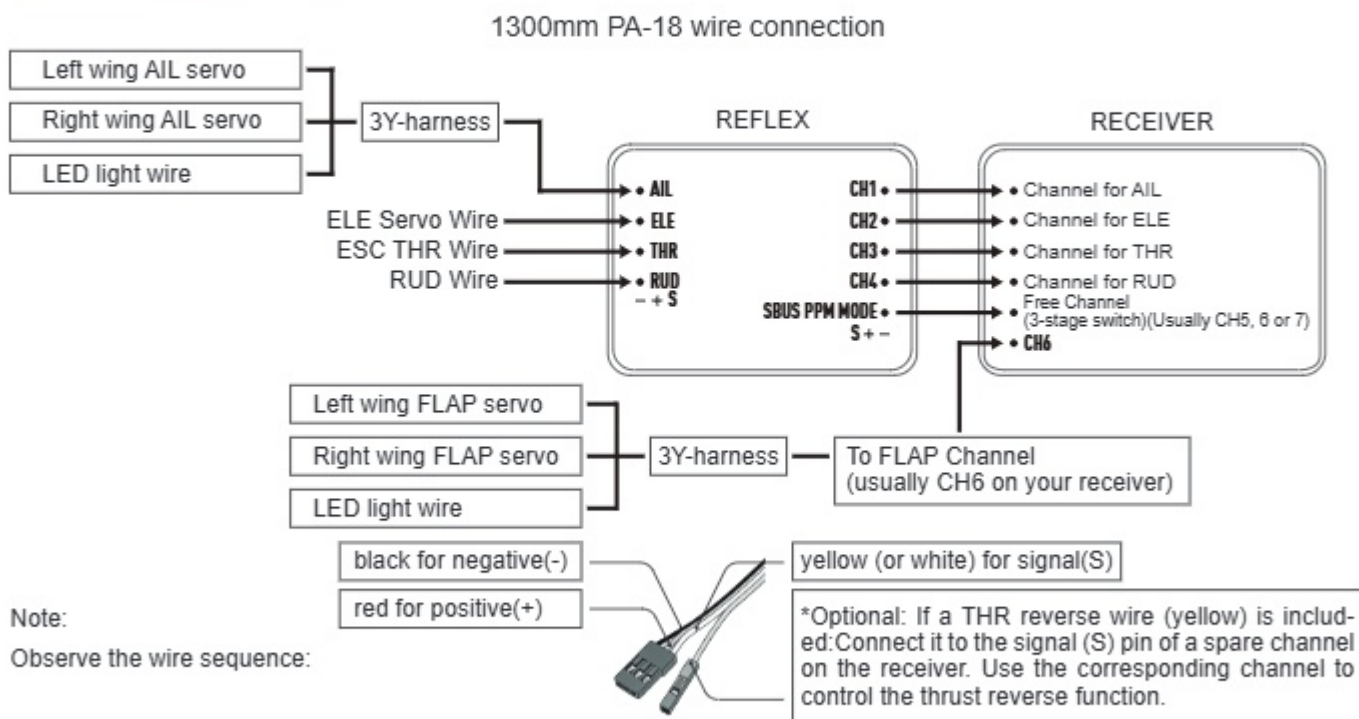 1300mm PA-18 wire connection
Left wing AIL servo
Right wing AIL servo
LED light wire
3Y-harness
REFLEX
RECEIVER
ELE Servo Wire
ESC THR Wire
RUD Wire
• AIL
• ELE
• THR
• RUD
– + S
CH1 •
CH2 •
CH3 •
CH4 •
SBUS PPM MODE •
S + –
• Channel for AIL
• Channel for ELE
• Channel for THR
• Channel for RUD
• Free Channel
(3-stage switch)(Usually CH5, 6 or 7)
• CH6
Left wing FLAP servo
Right wing FLAP servo
LED light wire
3Y-harness
To FLAP Channel
(usually CH6 on your receiver)
Note:
Observe the wire sequence:
black for negative(-)
red for positive(+)
yellow (or white) for signal(S)
*Optional: If a THR reverse wire (yellow) is includ-
ed:Connect it to the signal (S) pin of a spare channel
on the receiver. Use the corresponding channel to
control the thrust reverse function.